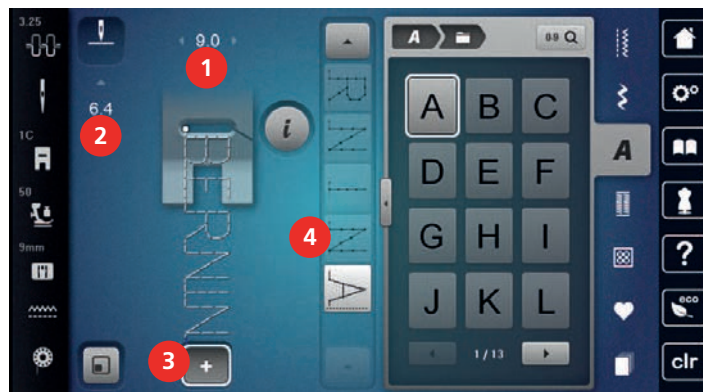 3.25
1C
50
9mm
9.0
1
6.4
2
i
BERNIN
3
+
R
N
I
N
A
4
A
0-9
A B C
D E F
G H I
J K L
1/13
A
?
eco
clr